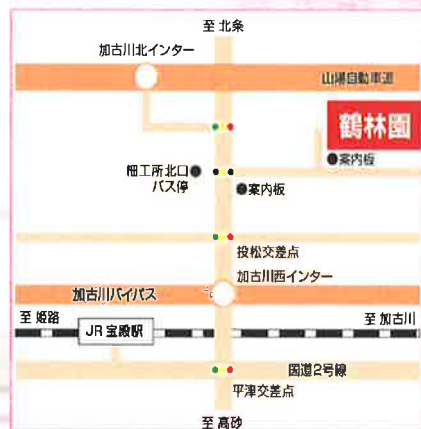 至 北条
加古川北インター
山陽自動車道
鶴林園
●案内板
細工所北口
バス停
●案内板
投松交差点
加古川西インター
加古川バイパス
至 姫路
至 加古川
JR 宝殿駅
国道2号線
平津交差点
至 高砂